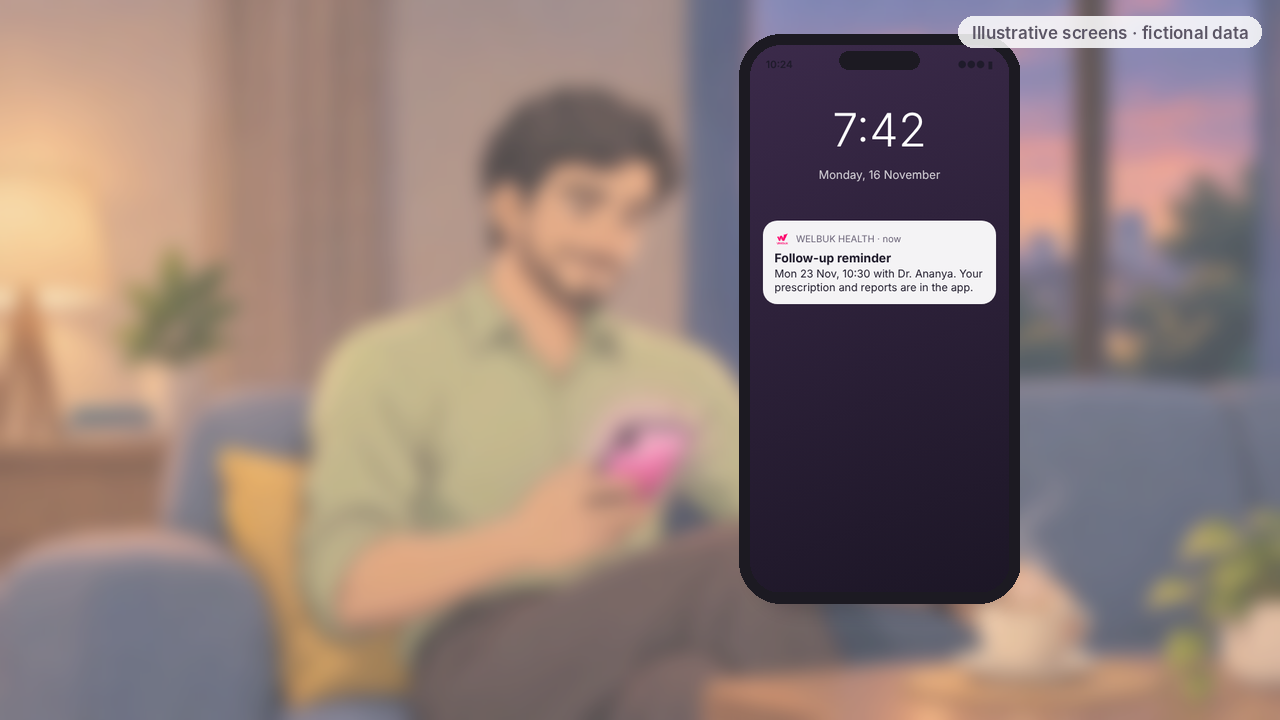 Illustrative screens · fictional data
10:24
7:42
Monday, 16 November
WELBUK HEALTH · now
Follow-up reminder
Mon 23 Nov, 10:30 with Dr. Ananya. Your
prescription and reports are in the app.